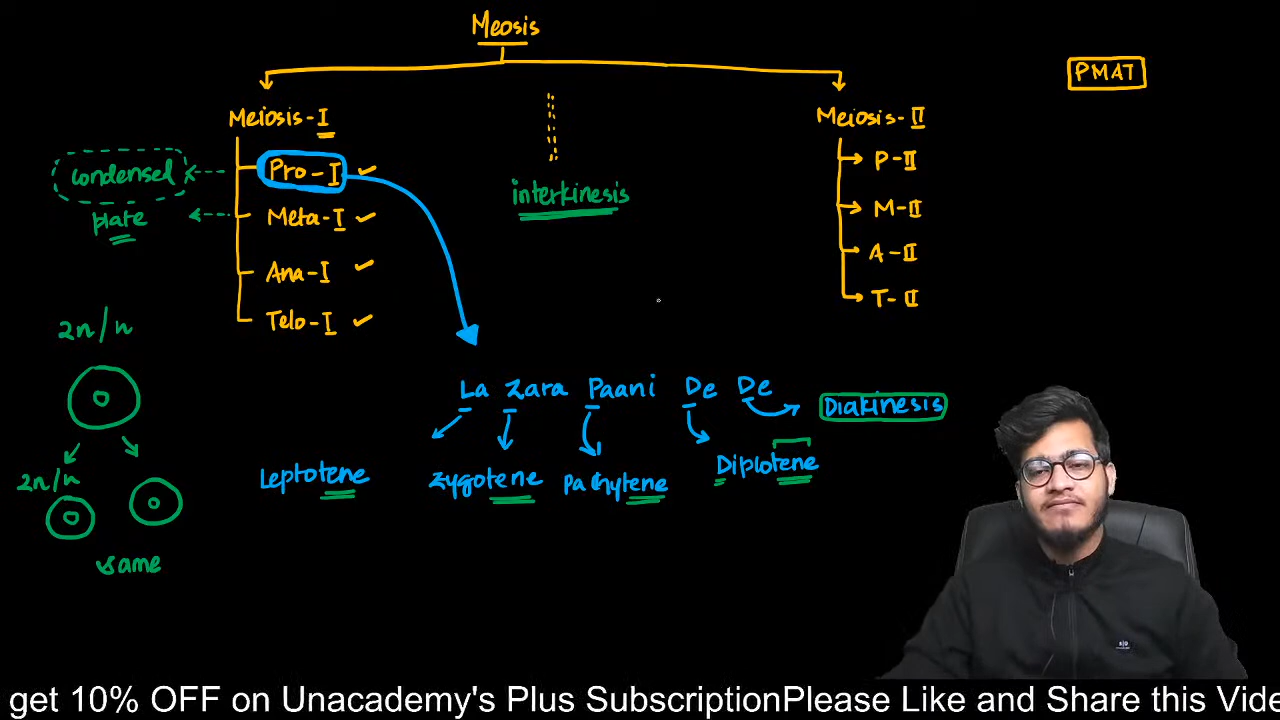 Meosis
PMAT
Meiosis-I
Meiosis-II
condensed
Pro-I
P-II
interkinesis
plate
Meta-I
M-II
Ana-I
A-II
T-II
2n/n
Telo-I
La Zara Paani De De
Diakinesis
Leptotene
Zygotene
Pachytene
Diplotene
2n/n
same
get 10% OFF on Unacademy's Plus SubscriptionPlease Like and Share this Vide